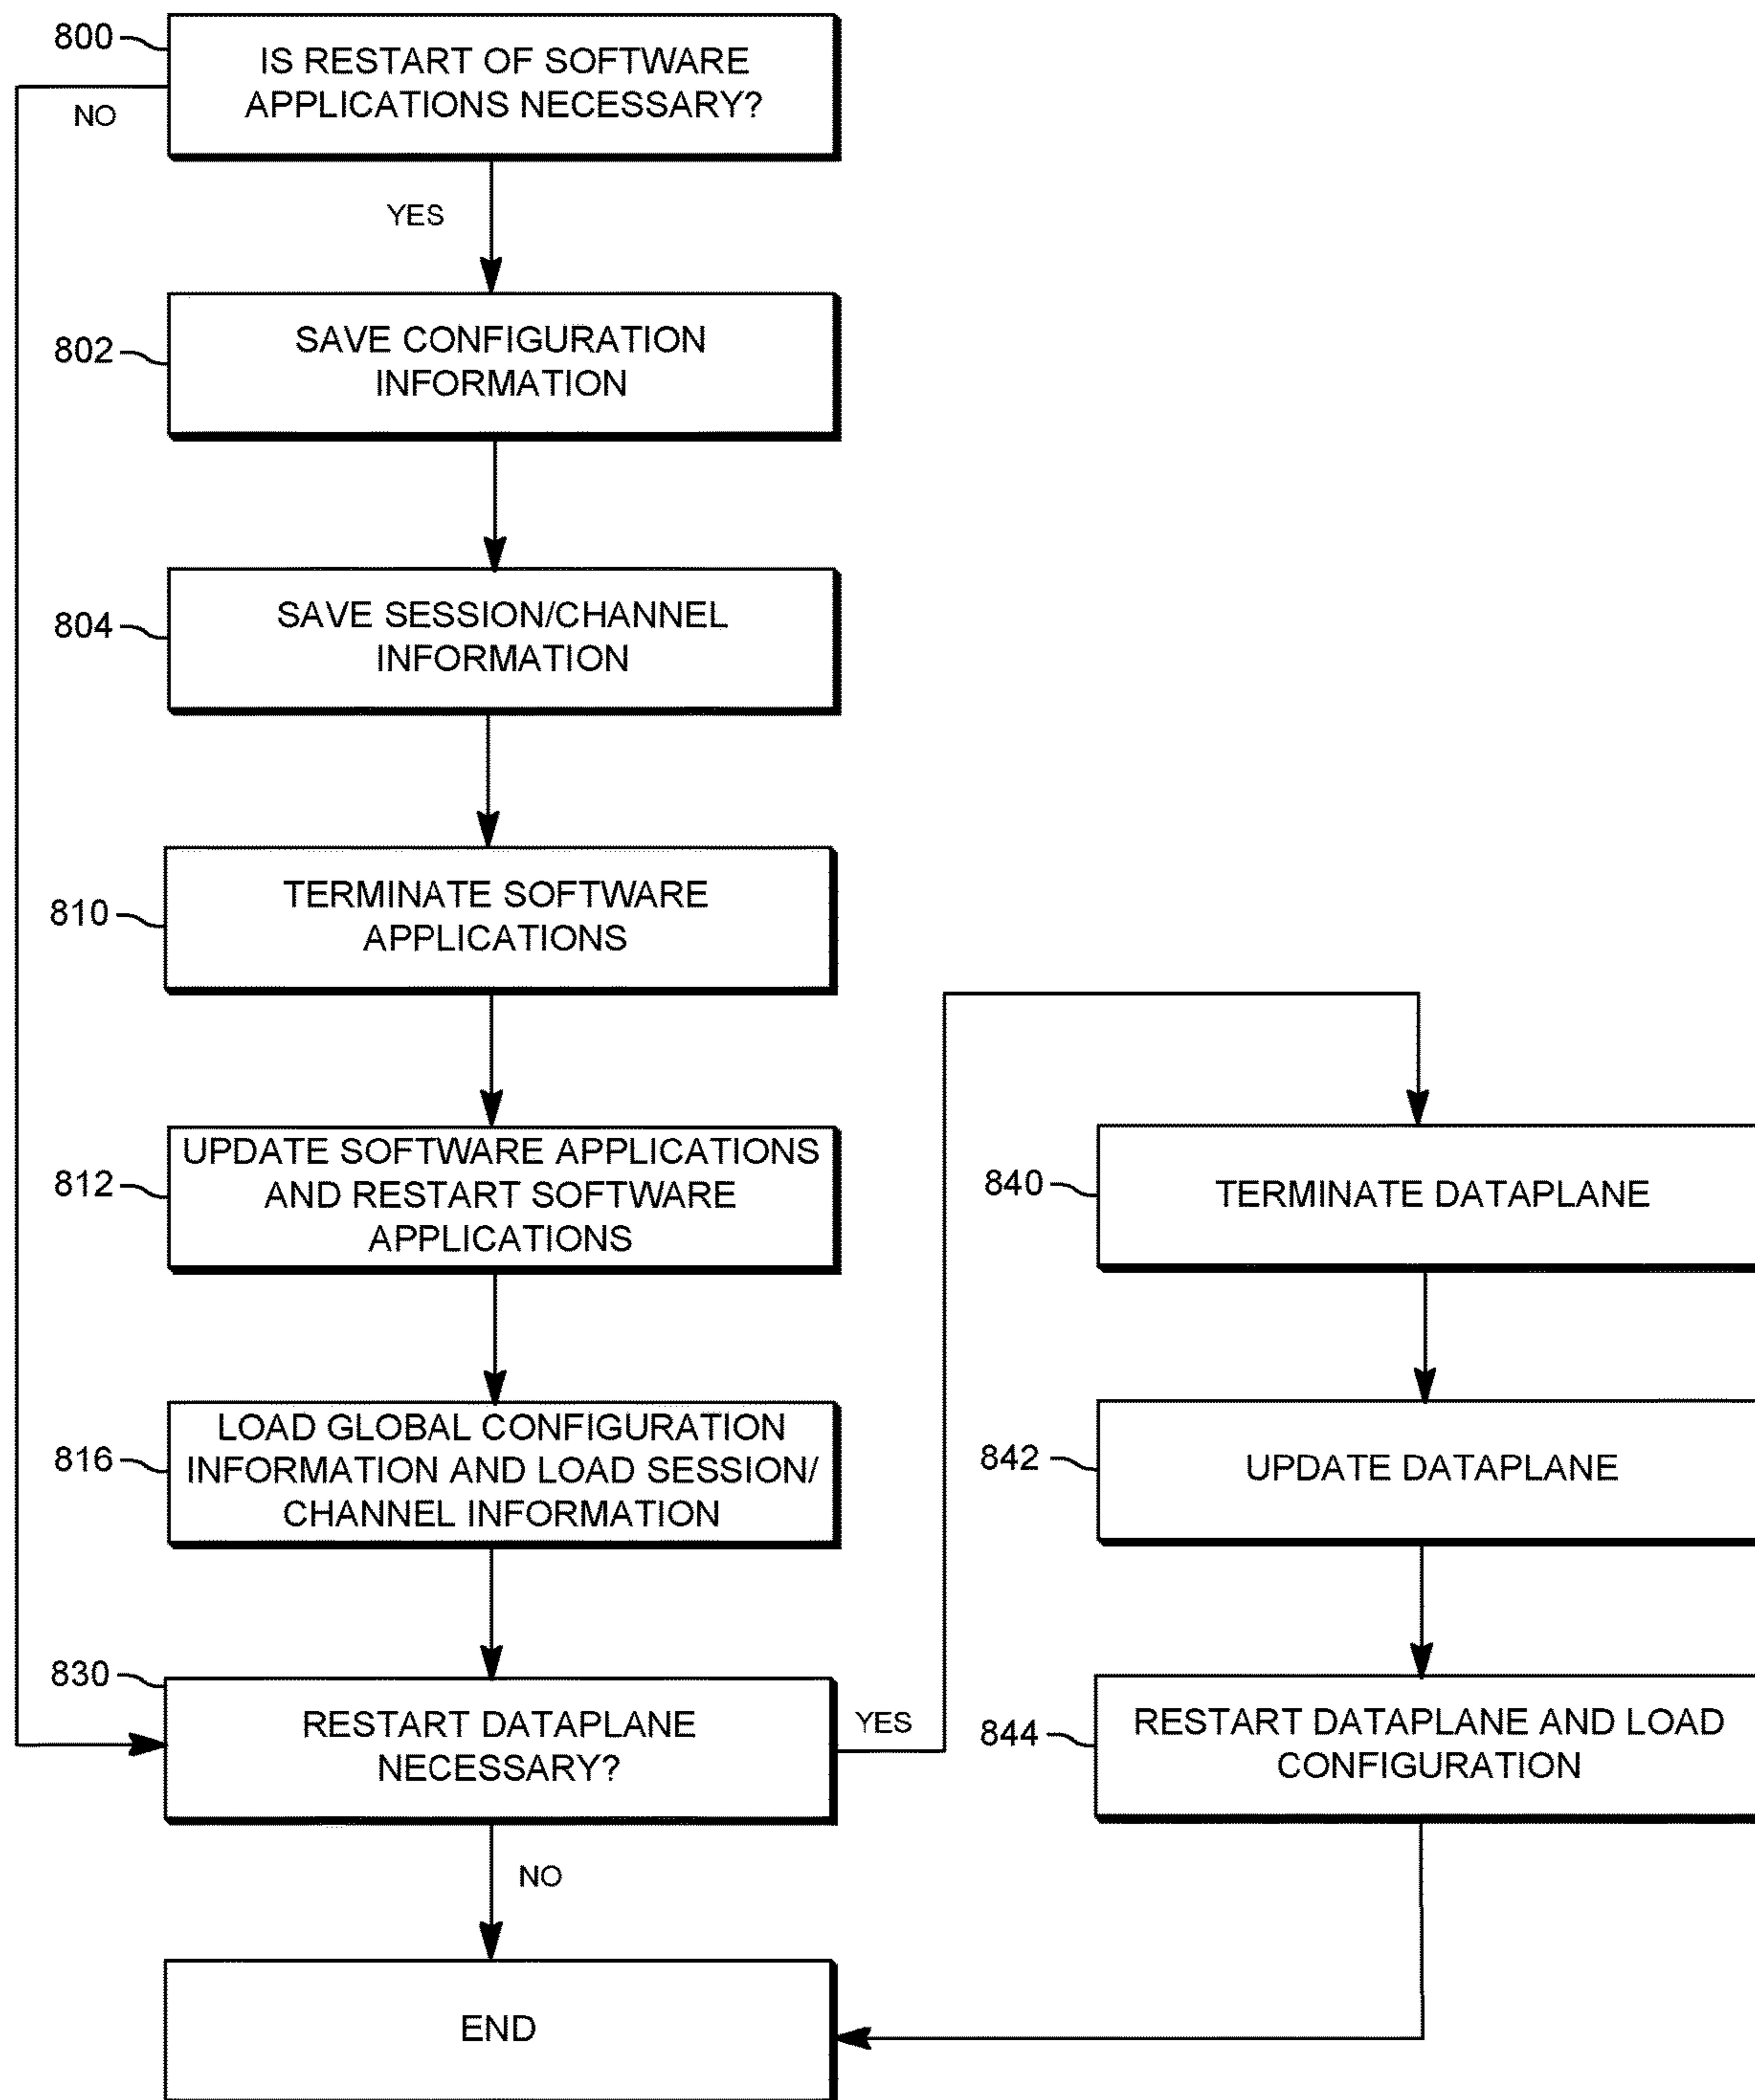 800
IS RESTART OF SOFTWARE
APPLICATIONS NECESSARY?
NO
YES
802
SAVE CONFIGURATION
INFORMATION
804
SAVE SESSION/CHANNEL
INFORMATION
810
TERMINATE SOFTWARE
APPLICATIONS
812
UPDATE SOFTWARE APPLICATIONS
AND RESTART SOFTWARE
APPLICATIONS
816
LOAD GLOBAL CONFIGURATION
INFORMATION AND LOAD SESSION/
CHANNEL INFORMATION
830
RESTART DATAPLANE
NECESSARY?
YES
NO
END
840
TERMINATE DATAPLANE
842
UPDATE DATAPLANE
844
RESTART DATAPLANE AND LOAD
CONFIGURATION